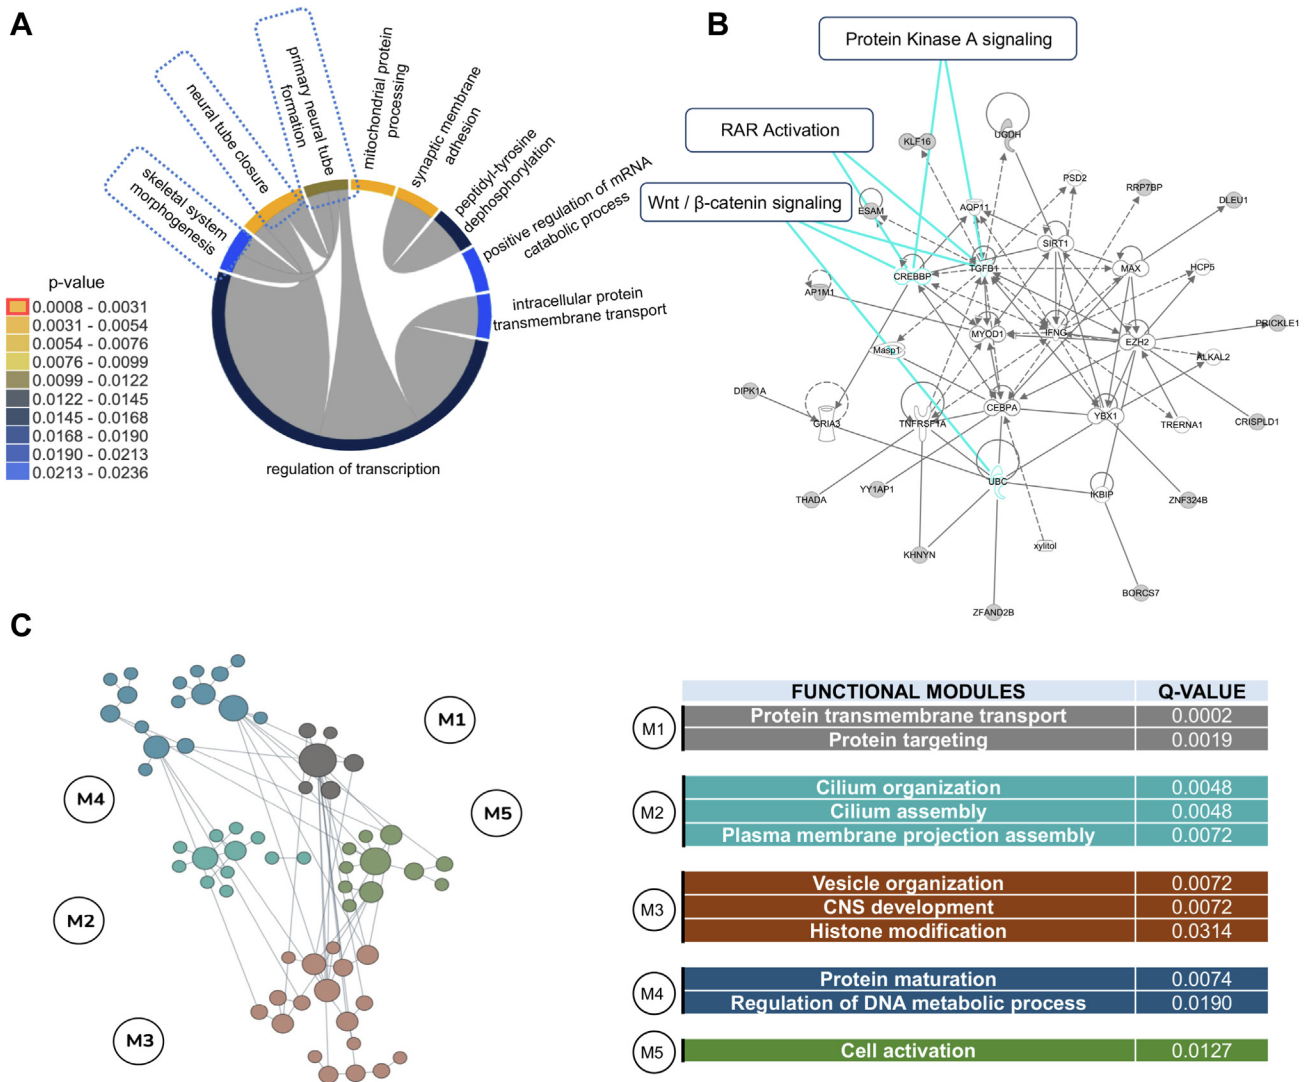 A
skeletal system
morphogenesis
neural tube closure
primary neural tube
formation
mitochondrial protein
processing
synaptic membrane
adhesion
peptidyl-tyrosine
dephosphorylation
positive regulation of mRNA
catabolic process
intracellular protein
transmembrane transport
regulation of transcription
p-value
0.0008 - 0.0031
0.0031 - 0.0054
0.0054 - 0.0076
0.0076 - 0.0099
0.0099 - 0.0122
0.0122 - 0.0145
0.0145 - 0.0168
0.0168 - 0.0190
0.0190 - 0.0213
0.0213 - 0.0236
B
Protein Kinase A signaling
RAR Activation
Wnt / β-catenin signaling
UGDH
KLF16
PSD2
RRP7BP
DLEU1
ESAM
AQP11
SIRT1
CREBBP
TGFB1
MAX
HCP5
AP1M1
MYOD1
IFNG
EZH2
PRICKLE1
Masp1
ALKAL2
DIPK1A
GRIA3
TNFRSF1A
CEBPA
YBX1
TRERNA1
CRISPLD1
UBC
THADA
YY1AP1
IKBIP
ZNF324B
KHNYN
xylitol
BORCS7
ZFAND2B
C
M1
M4
M5
M2
M3
FUNCTIONAL MODULES Q-VALUE
M1
Protein transmembrane transport 0.0002
Protein targeting 0.0019
M2
Cilium organization 0.0048
Cilium assembly 0.0048
Plasma membrane projection assembly 0.0072
M3
Vesicle organization 0.0072
CNS development 0.0072
Histone modification 0.0314
M4
Protein maturation 0.0074
Regulation of DNA metabolic process 0.0190
M5
Cell activation 0.0127